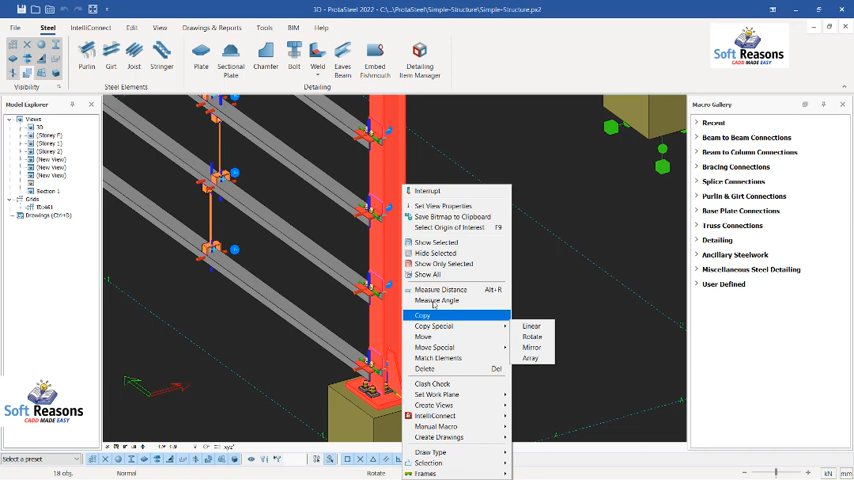 3D - ProtaSteel 2022 - C:\...\ProtaSteel\Simple-Structure\Simple-Structure.px2
File
Steel
IntelliConnect
Edit
View
Drawings & Reports
Tools
BIM
Help
Purlin
Girt
Joist
Stringer
Plate
Sectional Plate
Chamfer
Bolt
Weld
Eaves Beam
Embed Fishmouth
Detailing Item Manager
Visibility
Steel Elements
Detailing
Soft Reasons
CADD MADE EASY
Model Explorer
Views
3D
(Storey F)
(Storey 1)
(Storey 2)
(New View)
(New View)
(New View)
Section 1
Grids
Drawings (Ctrl+D)
Interrupt
Set View Properties
Save Bitmap to Clipboard
Select Origin of Interest F9
Show Selected
Hide Selected
Show Only Selected
Show All
Measure Distance Alt+R
Measure Angle
Copy
Copy Special
Move
Move Special
Match Elements
Delete Del
Clash Check
Set Work Plane
Create Views
IntelliConnect
Manual Macro
Create Drawings
Draw Type
Selection
Frames
Linear
Rotate
Mirror
Array
Macro Gallery
Recent
Beam to Beam Connections
Beam to Column Connections
Bracing Connections
Splice Connections
Purlin & Girt Connections
Base Plate Connections
Truss Connections
Detailing
Ancillary Steelwork
Miscellaneous Steel Detailing
User Defined
Soft Reasons
CADD MADE EASY
Select a preset
18 obj.
Normal
Rotate
kN
mm